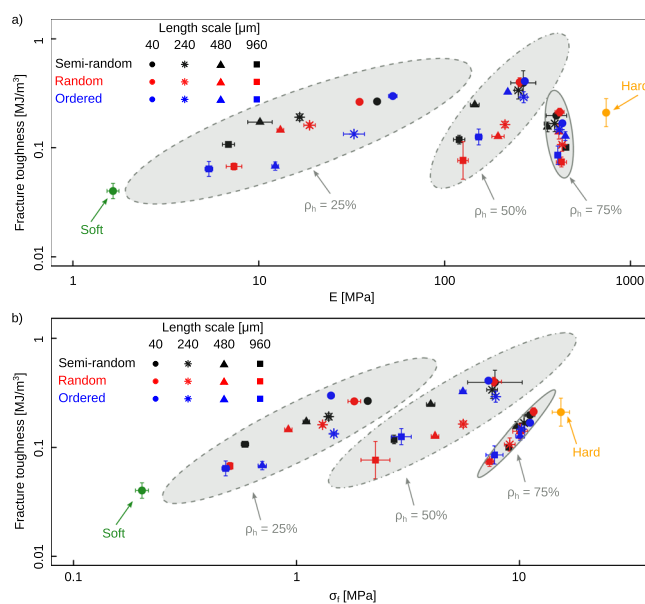 a)
Length scale [μm]
40 240 480 960
Semi-random
Random
Ordered
Fracture toughness [MJ/m³]
1
0.1
0.01
Hard
Soft
ρh = 25%
ρh = 50%
ρh = 75%
1 10 100 1000
E [MPa]
b)
Length scale [μm]
40 240 480 960
Semi-random
Random
Ordered
Fracture toughness [MJ/m³]
1
0.1
0.01
Hard
Soft
ρh = 25%
ρh = 50%
ρh = 75%
0.1 1 10
σf [MPa]